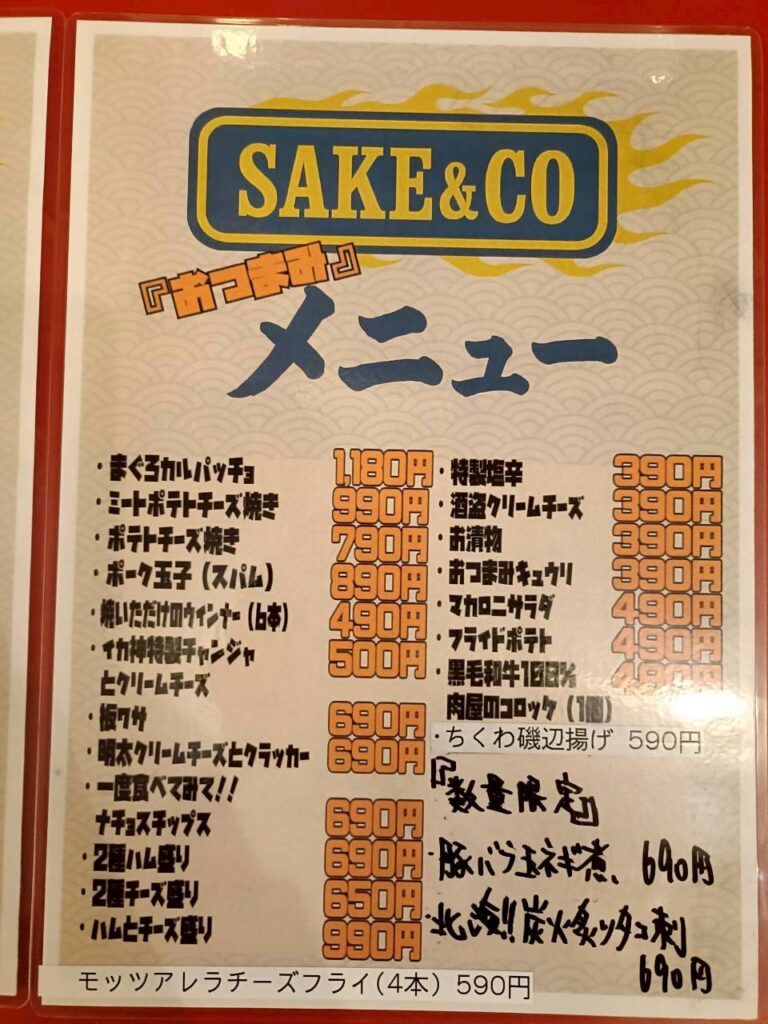 SAKE&CO
『おつまみ』
メニュー
・まぐろカルパッチョ 1,180円
・ミートポテトチーズ焼き 990円
・ポテトチーズ焼き 790円
・ポーク玉子(スパム) 890円
・焼いただけのウィンナー(6本) 490円
・ィカ神特製チャンジャ 500円
とクリームチーズ
・板ワサ 690円
・明太クリームチーズとクラッカー 690円
・一度食べてみて!!
ナチョスチップス 690円
・2種ハム盛り 690円
・2種チーズ盛り 650円
・ハムとチーズ盛り 990円
モッツアレラチーズフライ(4本) 590円
・特製塩辛 390円
・酒盗クリームチーズ 390円
・お漬物 390円
・おつまみキュウリ 390円
・マカロニサラダ 490円
・フライドポテト 490円
・黒毛和牛100% 490円
肉屋のコロッケ(1個)
・ちくわ磯辺揚げ 590円
『数量限定』
・豚バラ玉ネギ煮、 690円
・北海!!炭火炙りタコ刺
690円